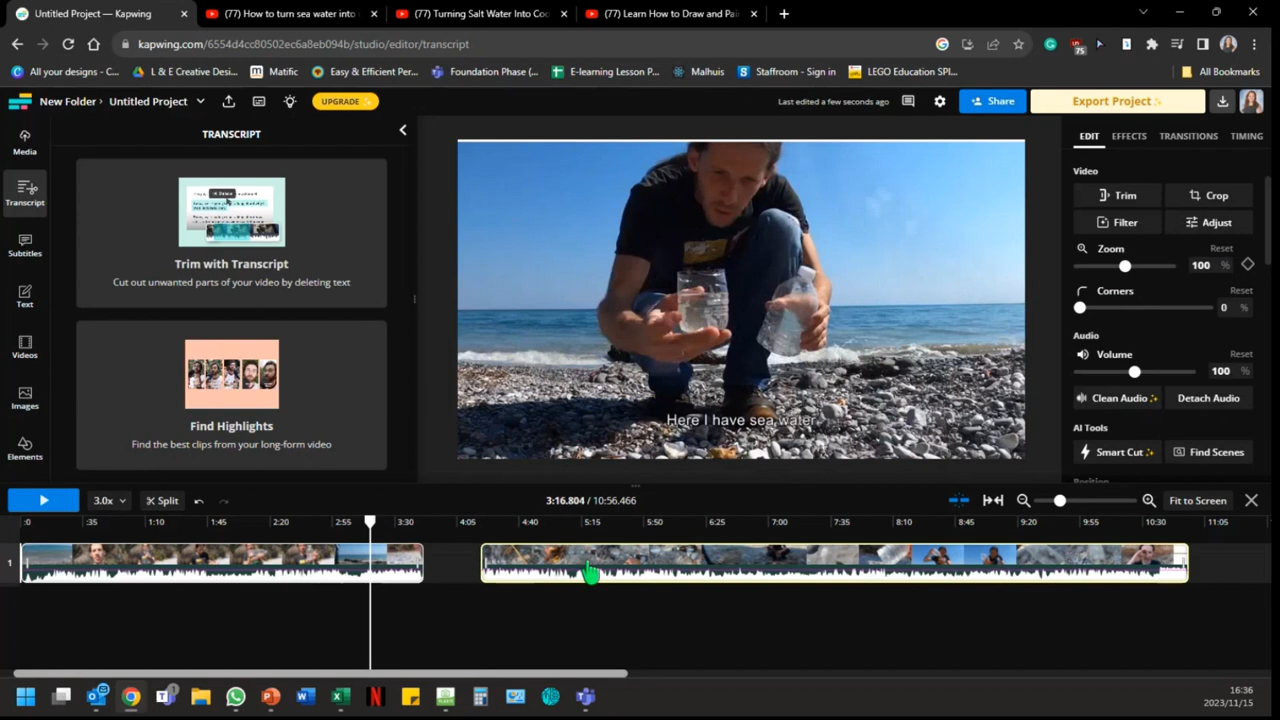 Untitled Project — Kapwing
(77) How to turn sea water into
(77) Turning Salt Water Into Coo
(77) Learn How to Draw and Pai
kapwing.com/6554d4cc80502ec6a8eb094b/studio/editor/transcript
75
All your designs - C...
L & E Creative Desi...
Matific
Easy & Efficient Per...
Foundation Phase (...
E-learning Lesson P...
Malhuis
Staffroom - Sign in
LEGO Education SPI...
All Bookmarks
New Folder › Untitled Project
UPGRADE
Last edited a few seconds ago
Share
Export Project
Media
Transcript
Subtitles
Text
Videos
Images
Elements
TRANSCRIPT
Trim with Transcript
Cut out unwanted parts of your video by deleting text
Find Highlights
Find the best clips from your long-form video
Here I have sea water
EDIT EFFECTS TRANSITIONS TIMING
Video
Trim Crop
Filter Adjust
Zoom Reset
100 %
Corners Reset
0 %
Audio
Volume Reset
100 %
Clean Audio Detach Audio
AI Tools
Smart Cut Find Scenes
3.0x Split
3:16.804 / 10:56.466
Fit to Screen
:0 :35 1:10 1:45 2:20 2:55 3:30 4:05 4:40 5:15 5:50 6:25 7:00 7:35 8:10 8:45 9:20 9:55 10:30 11:05
1
16:36
2023/11/15